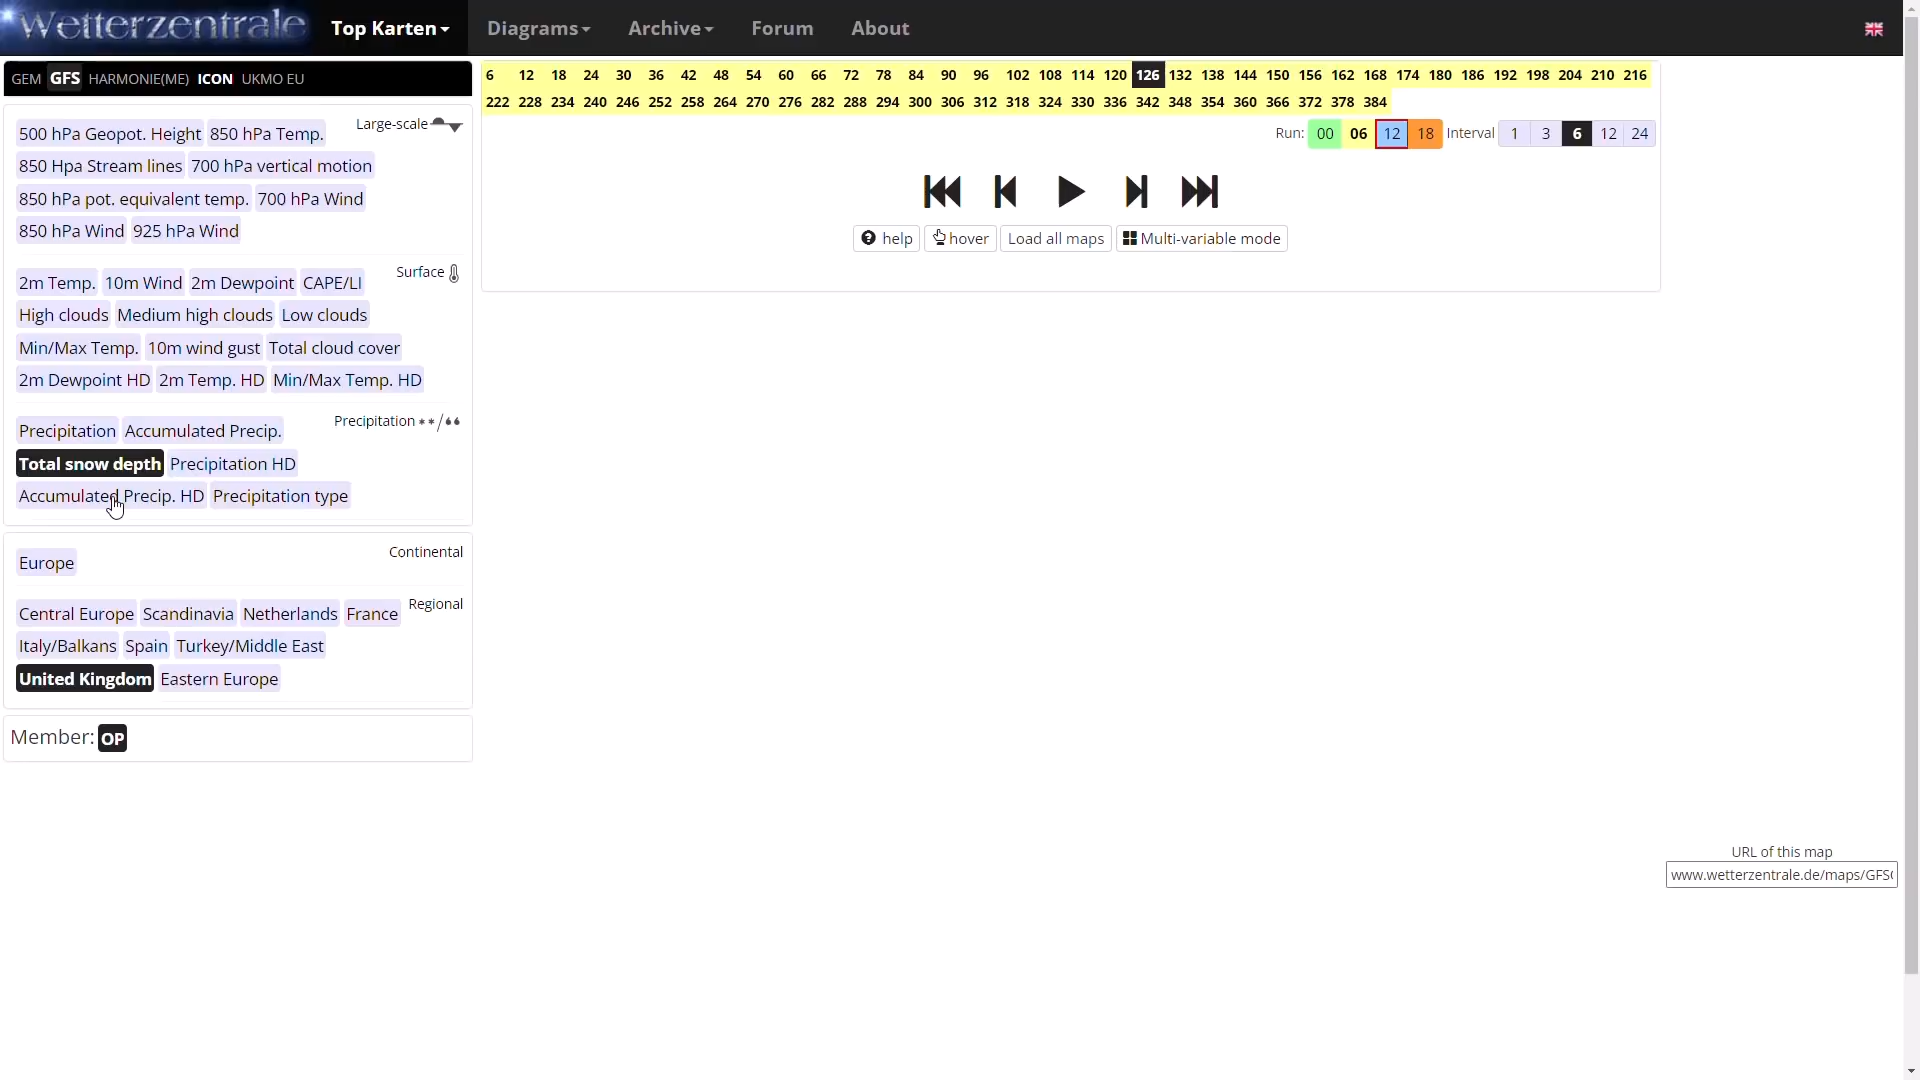 Wetterzentrale Top Karten Diagrams Archive Forum About
GEM GFS HARMONIE(ME) ICON UKMO EU
6 12 18 24 30 36 42 48 54 60 66 72 78 84 90 96 102 108 114 120 126 132 138 144 150 156 162 168 174 180 186 192 198 204 210 216
222 228 234 240 246 252 258 264 270 276 282 288 294 300 306 312 318 324 330 336 342 348 354 360 366 372 378 384
Run: 00 06 12 18 Interval 1 3 6 12 24
help hover Load all maps Multi-variable mode
Large-scale
500 hPa Geopot. Height 850 hPa Temp.
850 Hpa Stream lines 700 hPa vertical motion
850 hPa pot. equivalent temp. 700 hPa Wind
850 hPa Wind 925 hPa Wind
Surface
2m Temp. 10m Wind 2m Dewpoint CAPE/LI
High clouds Medium high clouds Low clouds
Min/Max Temp. 10m wind gust Total cloud cover
2m Dewpoint HD 2m Temp. HD Min/Max Temp. HD
Precipitation **/
Precipitation Accumulated Precip.
Total snow depth Precipitation HD
Accumulated Precip. HD Precipitation type
Continental
Europe
Regional
Central Europe Scandinavia Netherlands France
Italy/Balkans Spain Turkey/Middle East
United Kingdom Eastern Europe
Member: OP
URL of this map
www.wetterzentrale.de/maps/GFS